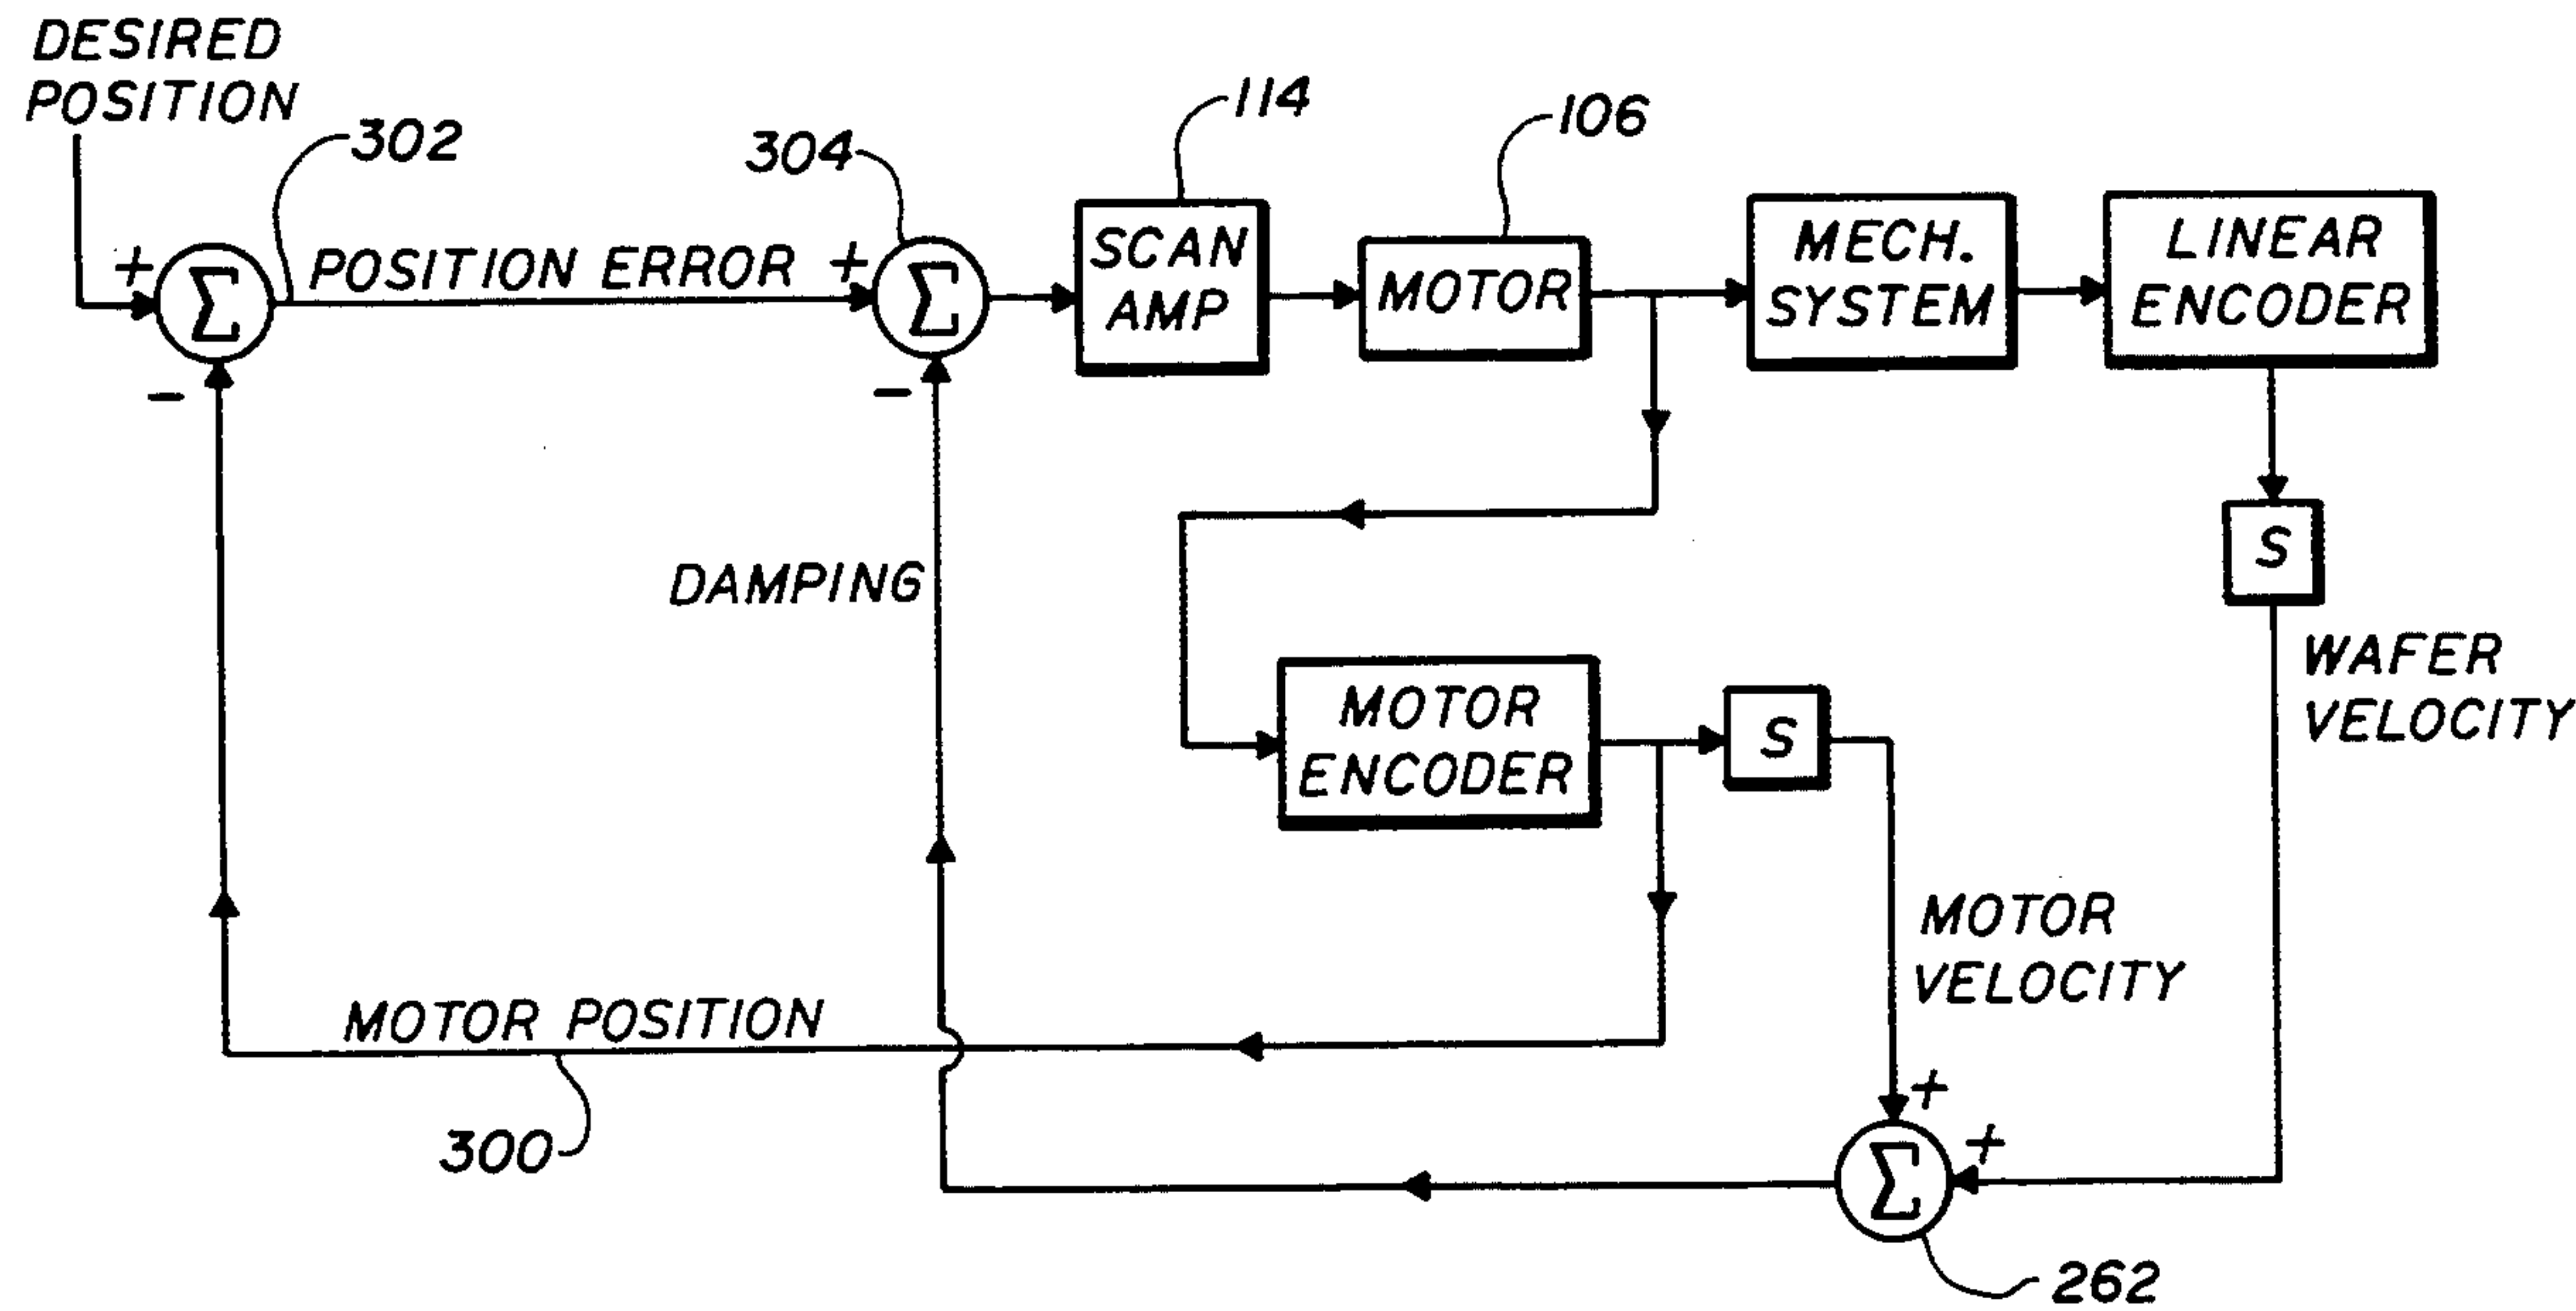 DESIRED
POSITION
302
304
114
106
+
Σ
POSITION ERROR
+
Σ
SCAN
AMP
MOTOR
MECH.
SYSTEM
LINEAR
ENCODER
−
−
S
DAMPING
WAFER
VELOCITY
MOTOR
ENCODER
S
MOTOR
VELOCITY
MOTOR POSITION
300
+
+
Σ
262